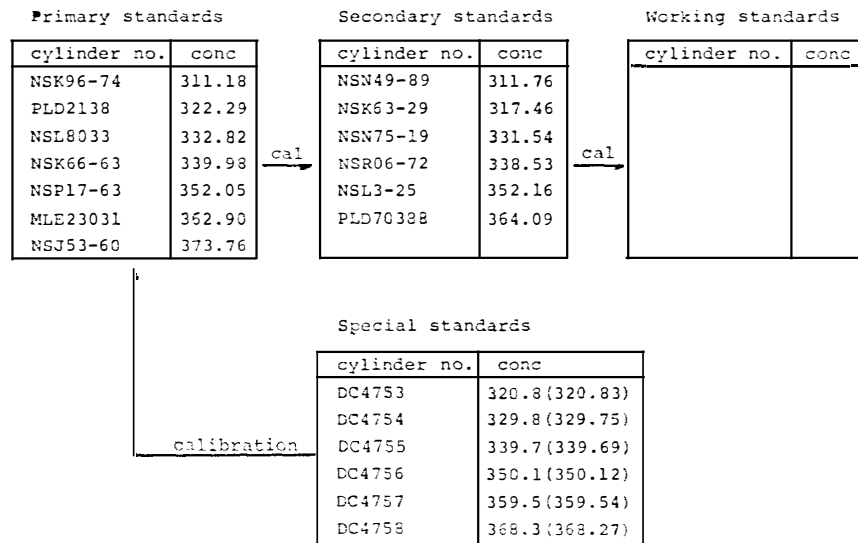 Primary standards
cylinder no. conc
NSK96-74 311.18
PLD2138 322.29
NSL8033 332.82
NSK66-63 339.98
NSP17-63 352.05
MLE23031 362.90
NSJ53-60 373.76
cal
Secondary standards
cylinder no. conc
NSN49-89 311.76
NSK63-29 317.46
NSN75-19 331.54
NSR06-72 338.53
NSL3-25 352.16
PLD70388 364.09
cal
Working standards
cylinder no. conc
calibration
Special standards
cylinder no. conc
DC4753 320.8(320.83)
DC4754 329.8(329.75)
DC4755 339.7(339.69)
DC4756 350.1(350.12)
DC4757 359.5(359.54)
DC4758 368.3(368.27)